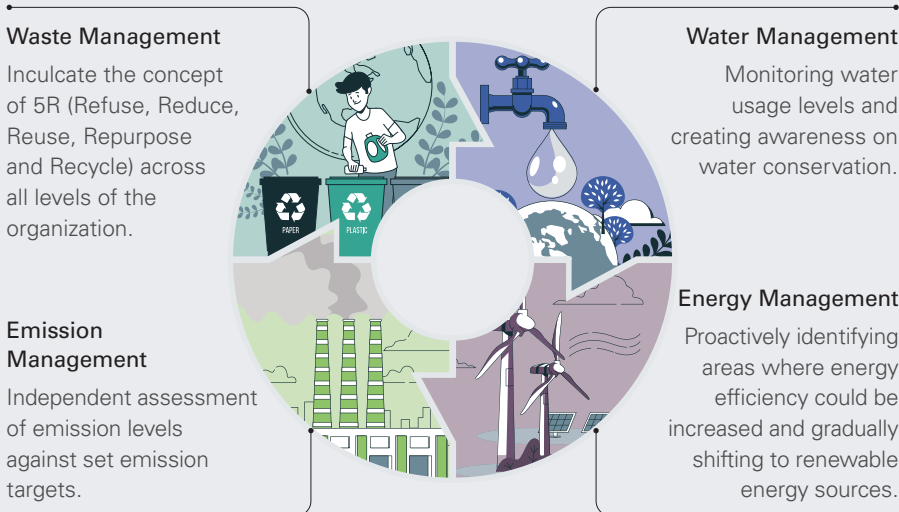 Waste Management
Inculcate the concept
of 5R (Refuse, Reduce,
Reuse, Repurpose
and Recycle) across
all levels of the
organization.
Water Management
Monitoring water
usage levels and
creating awareness on
water conservation.
PAPER
PLASTIC
Emission
Management
Independent assessment
of emission levels
against set emission
targets.
Energy Management
Proactively identifying
areas where energy
efficiency could be
increased and gradually
shifting to renewable
energy sources.